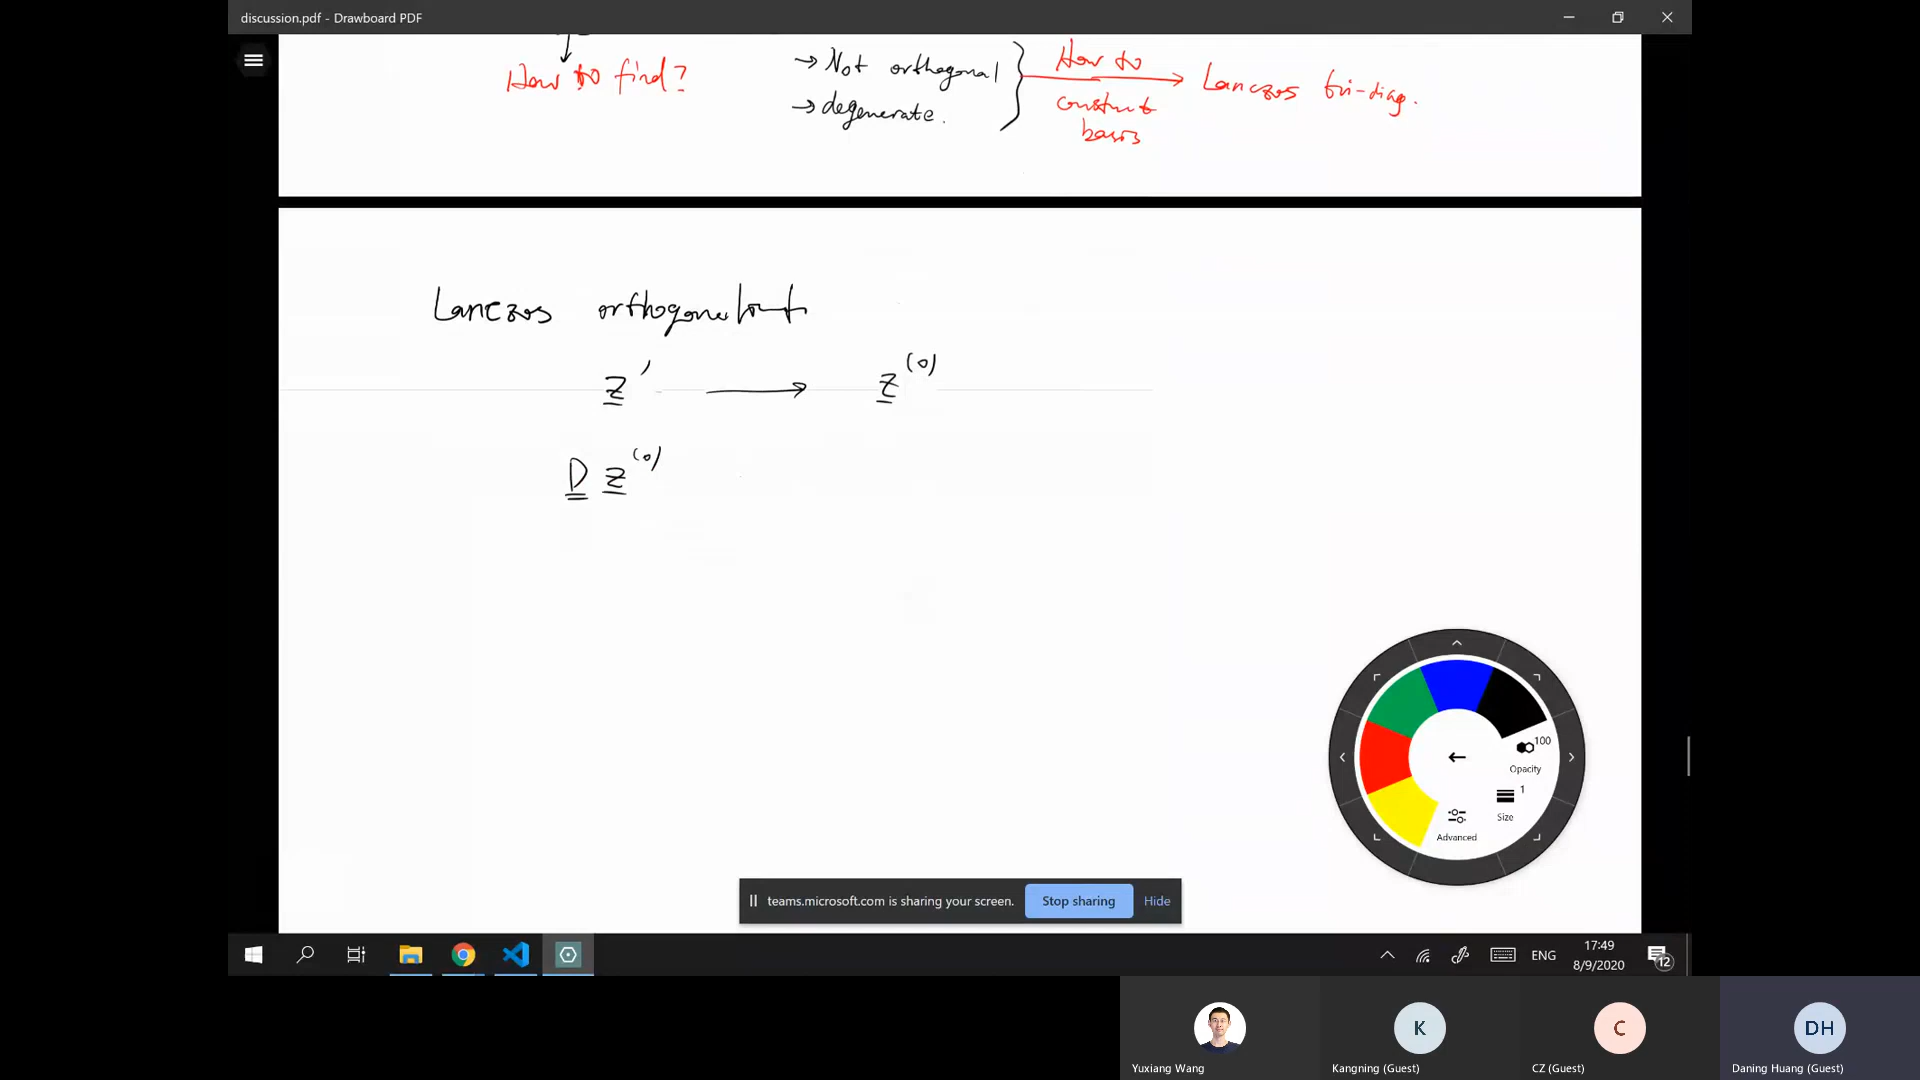 discussion.pdf - Drawboard PDF
How to find?
→ Not orthogonal
→ degenerate.
How to
construct
bases
Lanczos tri-diag.
Lanczos
z' → z(0)
D z(0)
100
Opacity
1
Size
Advanced
teams.microsoft.com is sharing your screen. Stop sharing Hide
ENG
17:49
8/9/2020
12
K
C
DH
Yuxiang Wang
Kangning (Guest)
CZ (Guest)
Daning Huang (Guest)